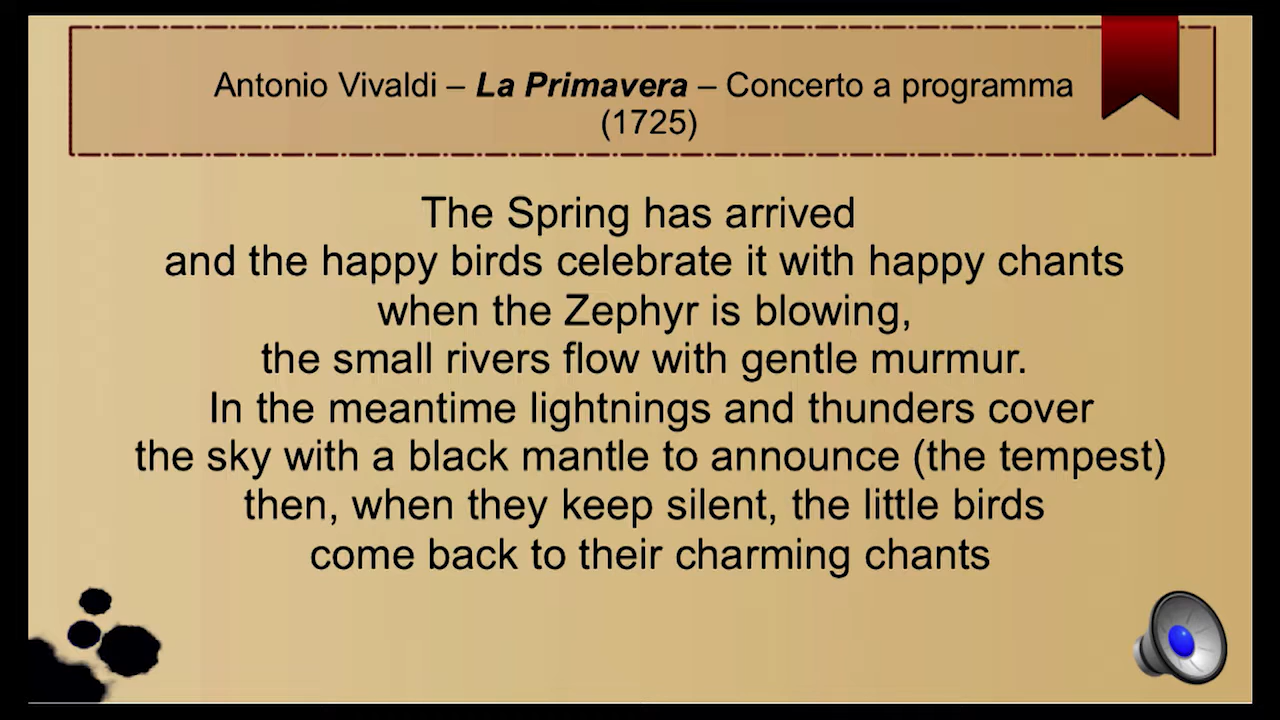 Antonio Vivaldi – La Primavera – Concerto a programma
(1725)
The Spring has arrived
and the happy birds celebrate it with happy chants
when the Zephyr is blowing,
the small rivers flow with gentle murmur.
In the meantime lightnings and thunders cover
the sky with a black mantle to announce (the tempest)
then, when they keep silent, the little birds
come back to their charming chants